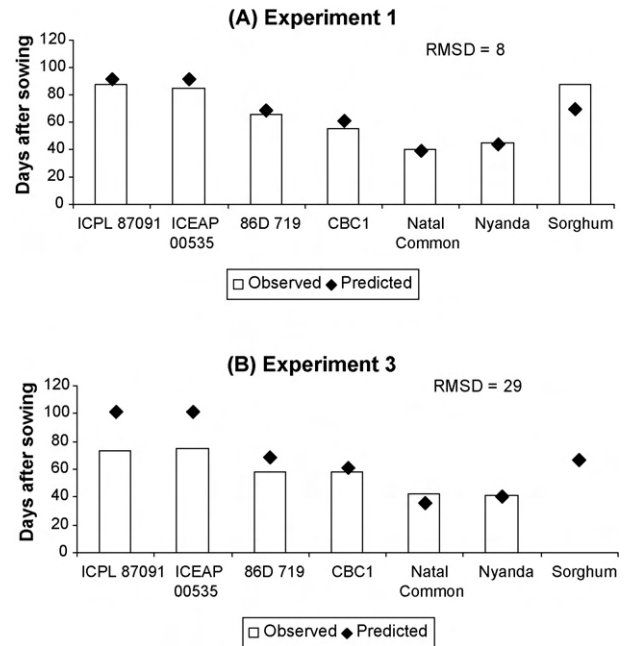 (A) Experiment 1
RMSD = 8
Days after sowing
120
100
80
60
40
20
0
ICPL 87091 ICEAP 00535 86D 719 CBC1 Natal Common Nyanda Sorghum
□ Observed ◆ Predicted
(B) Experiment 3
RMSD = 29
Days after sowing
120
100
80
60
40
20
0
ICPL 87091 ICEAP 00535 86D 719 CBC1 Natal Common Nyanda Sorghum
□ Observed ◆ Predicted